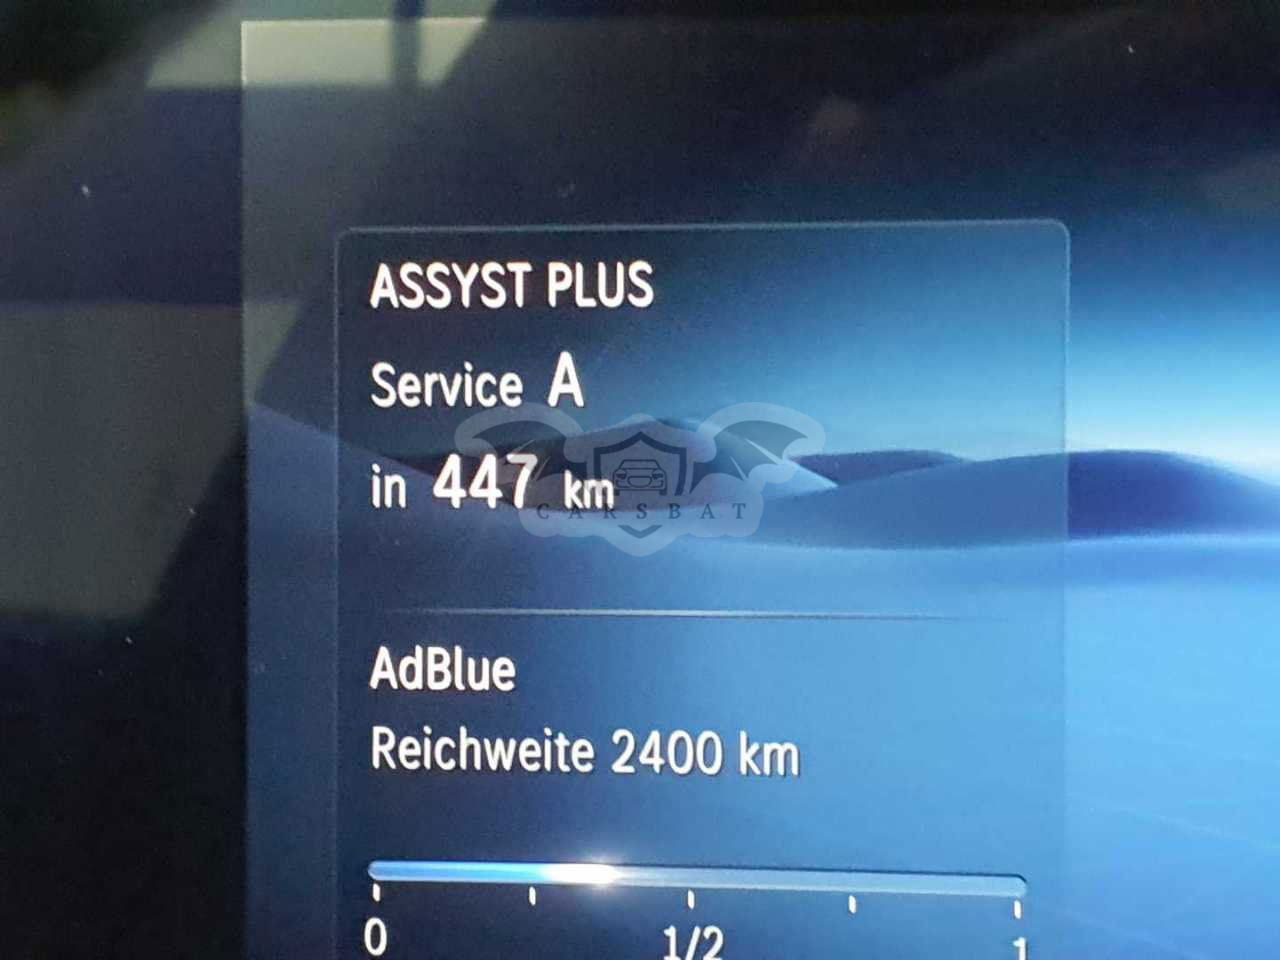 ASSYST PLUS
Service A
in 447 km
CARSBAT
AdBlue
Reichweite 2400 km
0 1/2 1